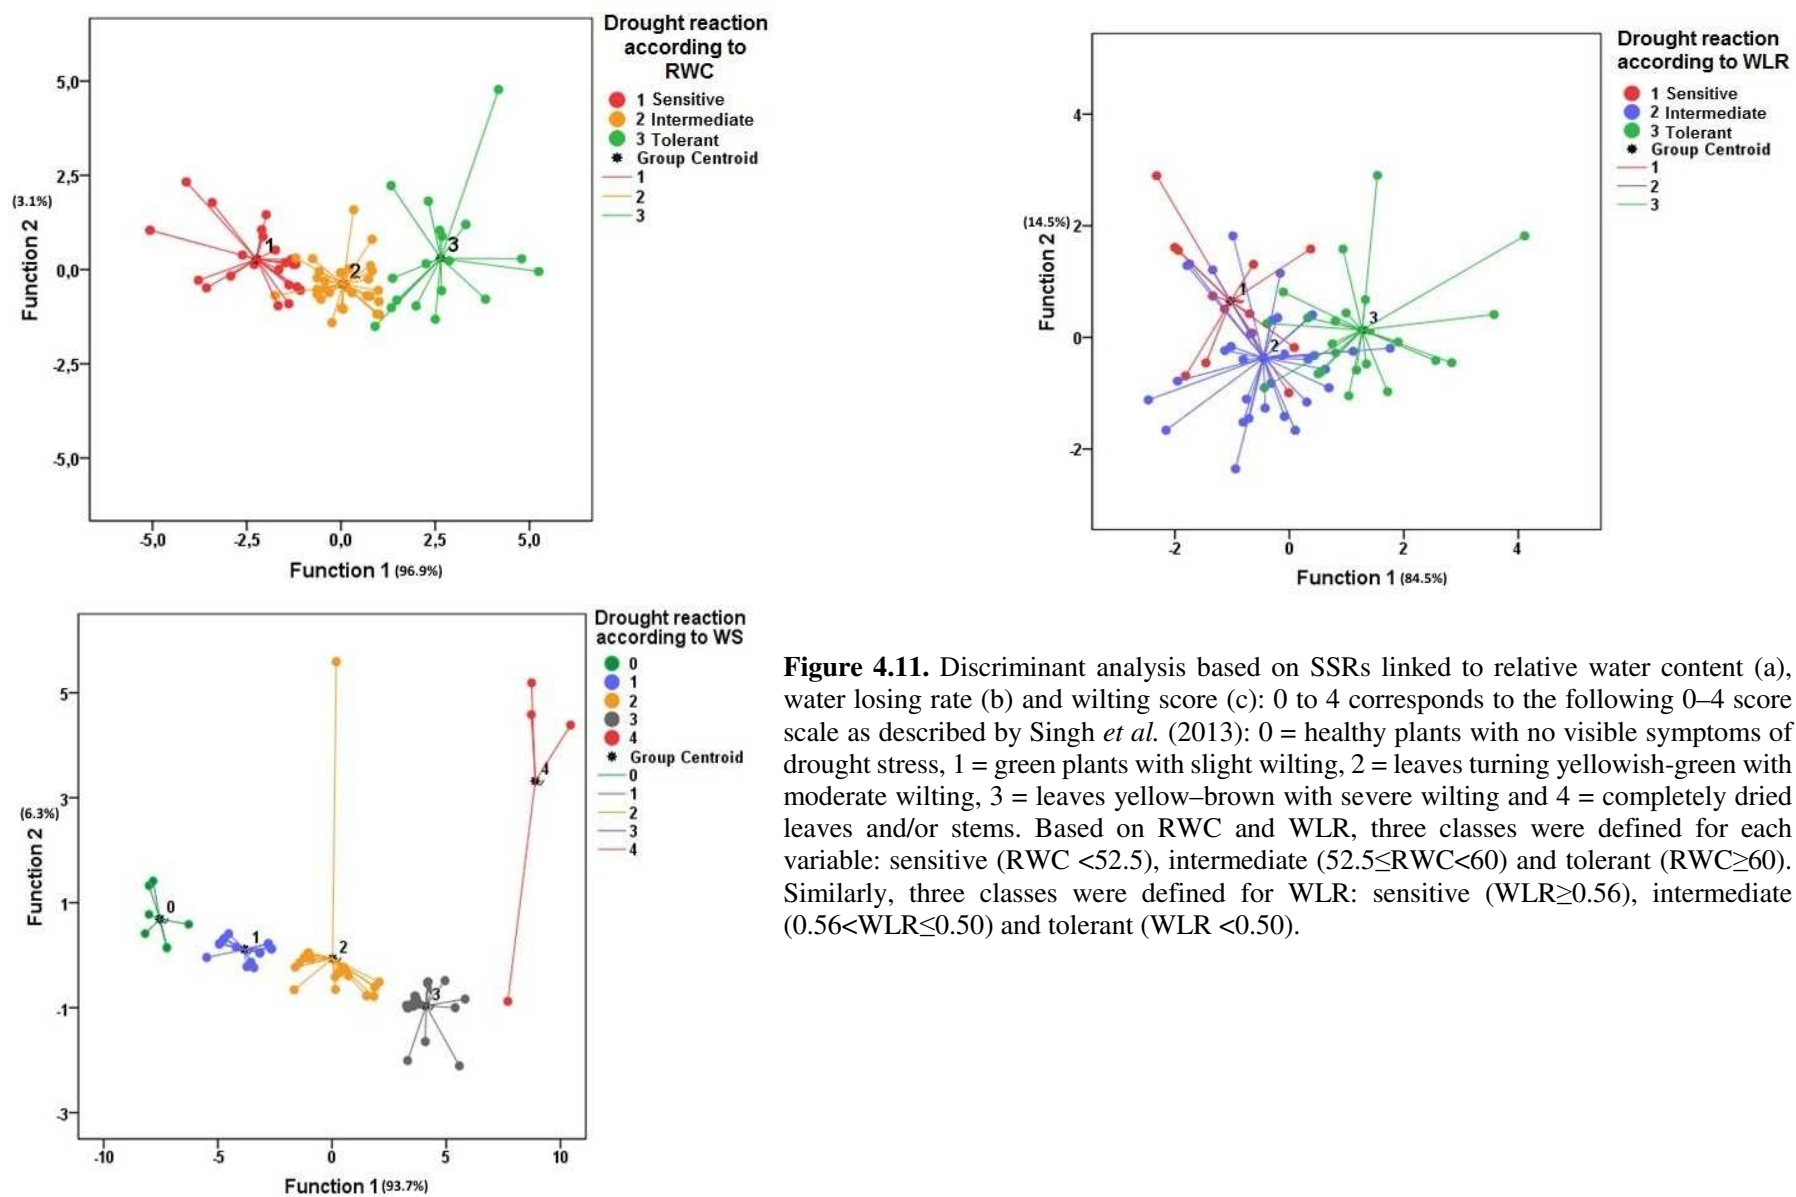 Drought reaction
according to
RWC
1 Sensitive
2 Intermediate
3 Tolerant
Group Centroid
1
2
3
5,0
2,5
0,0
-2,5
-5,0
(3.1%)
Function 2
1
2
3
-5,0
-2,5
0,0
2,5
5,0
Function 1 (96.9%)
Drought reaction
according to WLR
1 Sensitive
2 Intermediate
3 Tolerant
Group Centroid
1
2
3
4
2
0
-2
(14.5%)
Function 2
1
2
3
-2
0
2
4
Function 1 (84.5%)
Drought reaction
according to WS
0
1
2
3
4
Group Centroid
0
1
2
3
4
5
3
1
-1
-3
(6.3%)
Function 2
0
1
2
3
4
-10
-5
0
5
10
Function 1 (93.7%)
Figure 4.11. Discriminant analysis based on SSRs linked to relative water content (a),
water losing rate (b) and wilting score (c): 0 to 4 corresponds to the following 0–4 score
scale as described by Singh et al. (2013): 0 = healthy plants with no visible symptoms of
drought stress, 1 = green plants with slight wilting, 2 = leaves turning yellowish-green with
moderate wilting, 3 = leaves yellow–brown with severe wilting and 4 = completely dried
leaves and/or stems. Based on RWC and WLR, three classes were defined for each
variable: sensitive (RWC <52.5), intermediate (52.5≤RWC<60) and tolerant (RWC≥60).
Similarly, three classes were defined for WLR: sensitive (WLR≥0.56), intermediate
(0.56<WLR≤0.50) and tolerant (WLR <0.50).